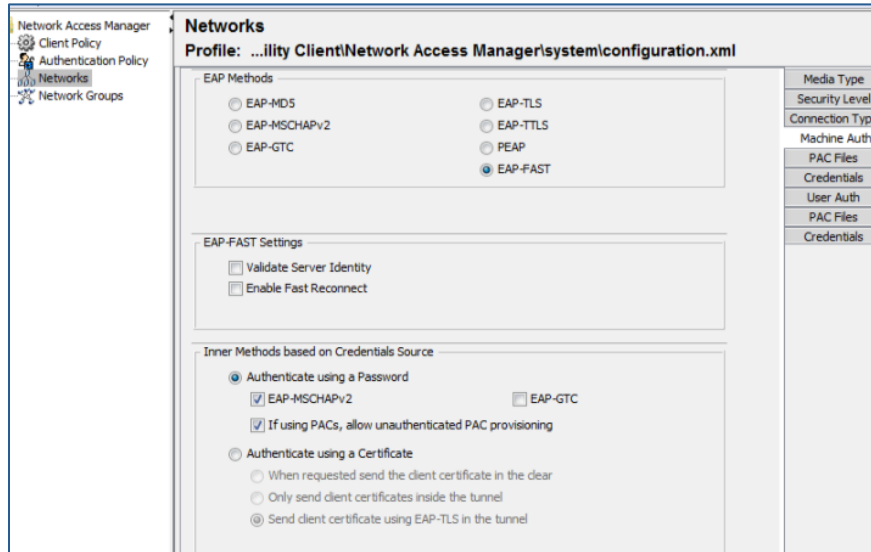 Network Access Manager
Client Policy
Authentication Policy
Networks
Network Groups
Networks
Profile: ...ility Client\Network Access Manager\system\configuration.xml
EAP Methods
EAP-MD5
EAP-TLS
EAP-MSCHAPv2
EAP-TTLS
EAP-GTC
PEAP
EAP-FAST
EAP-FAST Settings
Validate Server Identity
Enable Fast Reconnect
Inner Methods based on Credentials Source
Authenticate using a Password
EAP-MSCHAPv2
EAP-GTC
If using PACs, allow unauthenticated PAC provisioning
Authenticate using a Certificate
When requested send the client certificate in the clear
Only send client certificates inside the tunnel
Send client certificate using EAP-TLS in the tunnel
Media Type
Security Level
Connection Typ
Machine Auth
PAC Files
Credentials
User Auth
PAC Files
Credentials